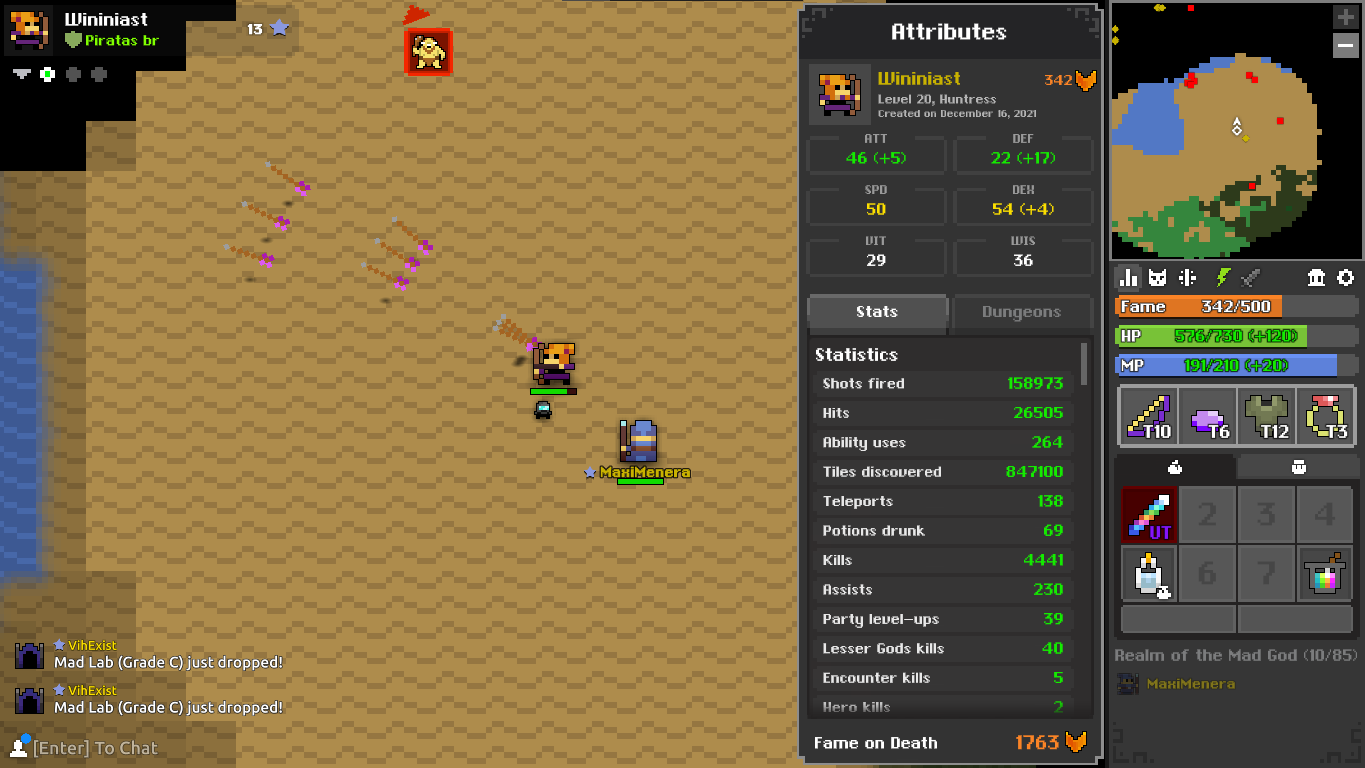 Wininiast
Piratas br
13
Attributes
Wininiast
342
Level 20, Huntress
Created on December 16, 2021
ATT
DEF
46 (+5)
22 (+17)
SPD
DEX
50
54 (+4)
VIT
WIS
29
36
Stats
Dungeons
Statistics
Shots fired 158973
Hits 26505
Ability uses 264
Tiles discovered 847100
Teleports 138
Potions drunk 69
Kills 4441
Assists 230
Party level-ups 39
Lesser Gods kills 40
Encounter kills 5
Hero kills 2
Fame on Death 1763
Fame 342/500
HP 576/730 (+120)
MP 191/210 (+20)
T10
T6
T12
T3
UT
2
3
4
6
7
Realm of the Mad God (10/85)
MaxiMenera
MaxiMenera
VihExist
Mad Lab (Grade C) just dropped!
VihExist
Mad Lab (Grade C) just dropped!
[Enter] To Chat